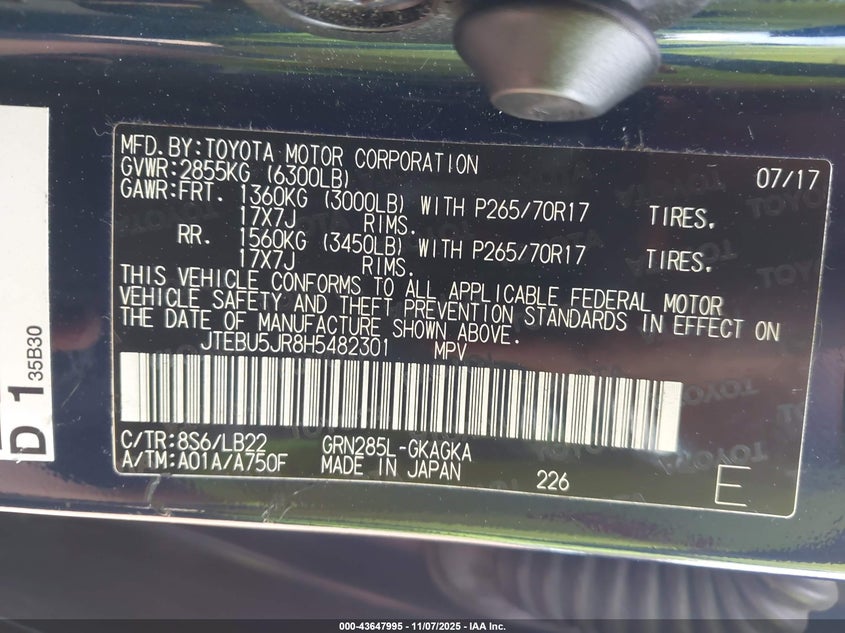 MFD.BY:TOYOTA MOTOR CORPORATION 07/17
GVWR:2855KG (6300LB)
GAWR:FRT. 1360KG (3000LB) WITH P265/70R17 TIRES.
17X7J RIMS.
RR. 1560KG (3450LB) WITH P265/70R17 TIRES.
17X7J RIMS.
THIS VEHICLE CONFORMS TO ALL APPLICABLE FEDERAL MOTOR
VEHICLE SAFETY AND THEFT PREVENTION STANDARDS IN EFFECT ON
THE DATE OF MANUFACTURE SHOWN ABOVE.
JTEBU5JR8H5482301 MPV
C/TR:8S6/LB22 GRN285L-GKAGKA
A/TM:A01A/A750F MADE IN JAPAN 226 E
D 1 35B30
000-43647995 - 11/07/2025 - IAA Inc.